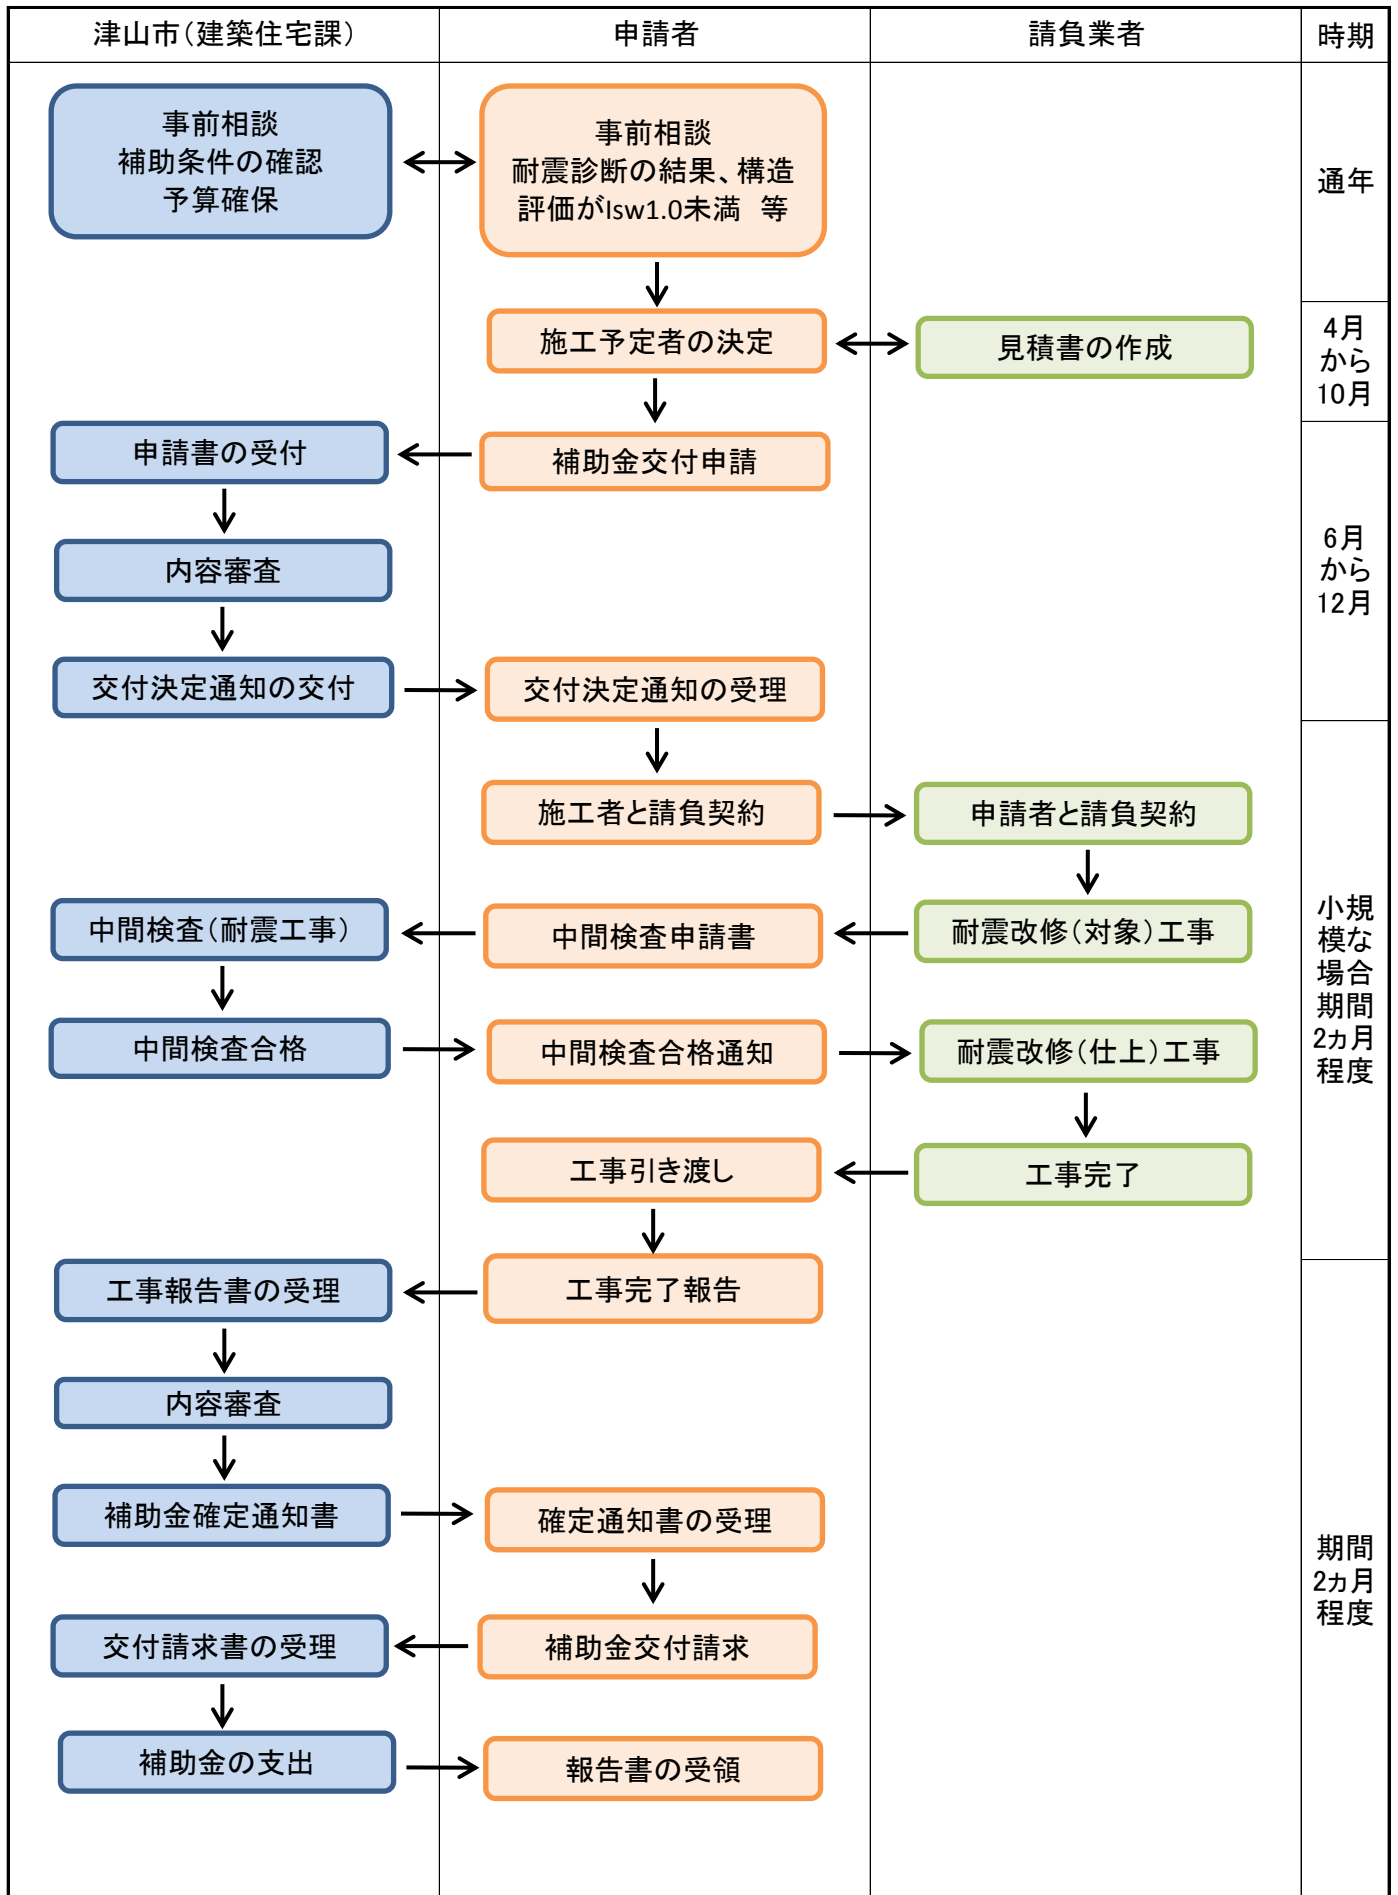 津山市(建築住宅課)
申請者
請負業者
時期
事前相談
補助条件の確認
予算確保
事前相談
耐震診断の結果、構造
評価がIsw1.0未満　等
通年
施工予定者の決定
見積書の作成
4月
から
10月
申請書の受付
補助金交付申請
内容審査
6月
から
12月
交付決定通知の交付
交付決定通知の受理
施工者と請負契約
申請者と請負契約
中間検査(耐震工事)
中間検査申請書
耐震改修(対象)工事
小規
模な
場合
期間
2ヵ月
程度
中間検査合格
中間検査合格通知
耐震改修(仕上)工事
工事引き渡し
工事完了
工事報告書の受理
工事完了報告
内容審査
補助金確定通知書
確定通知書の受理
期間
2ヵ月
程度
交付請求書の受理
補助金交付請求
補助金の支出
報告書の受領